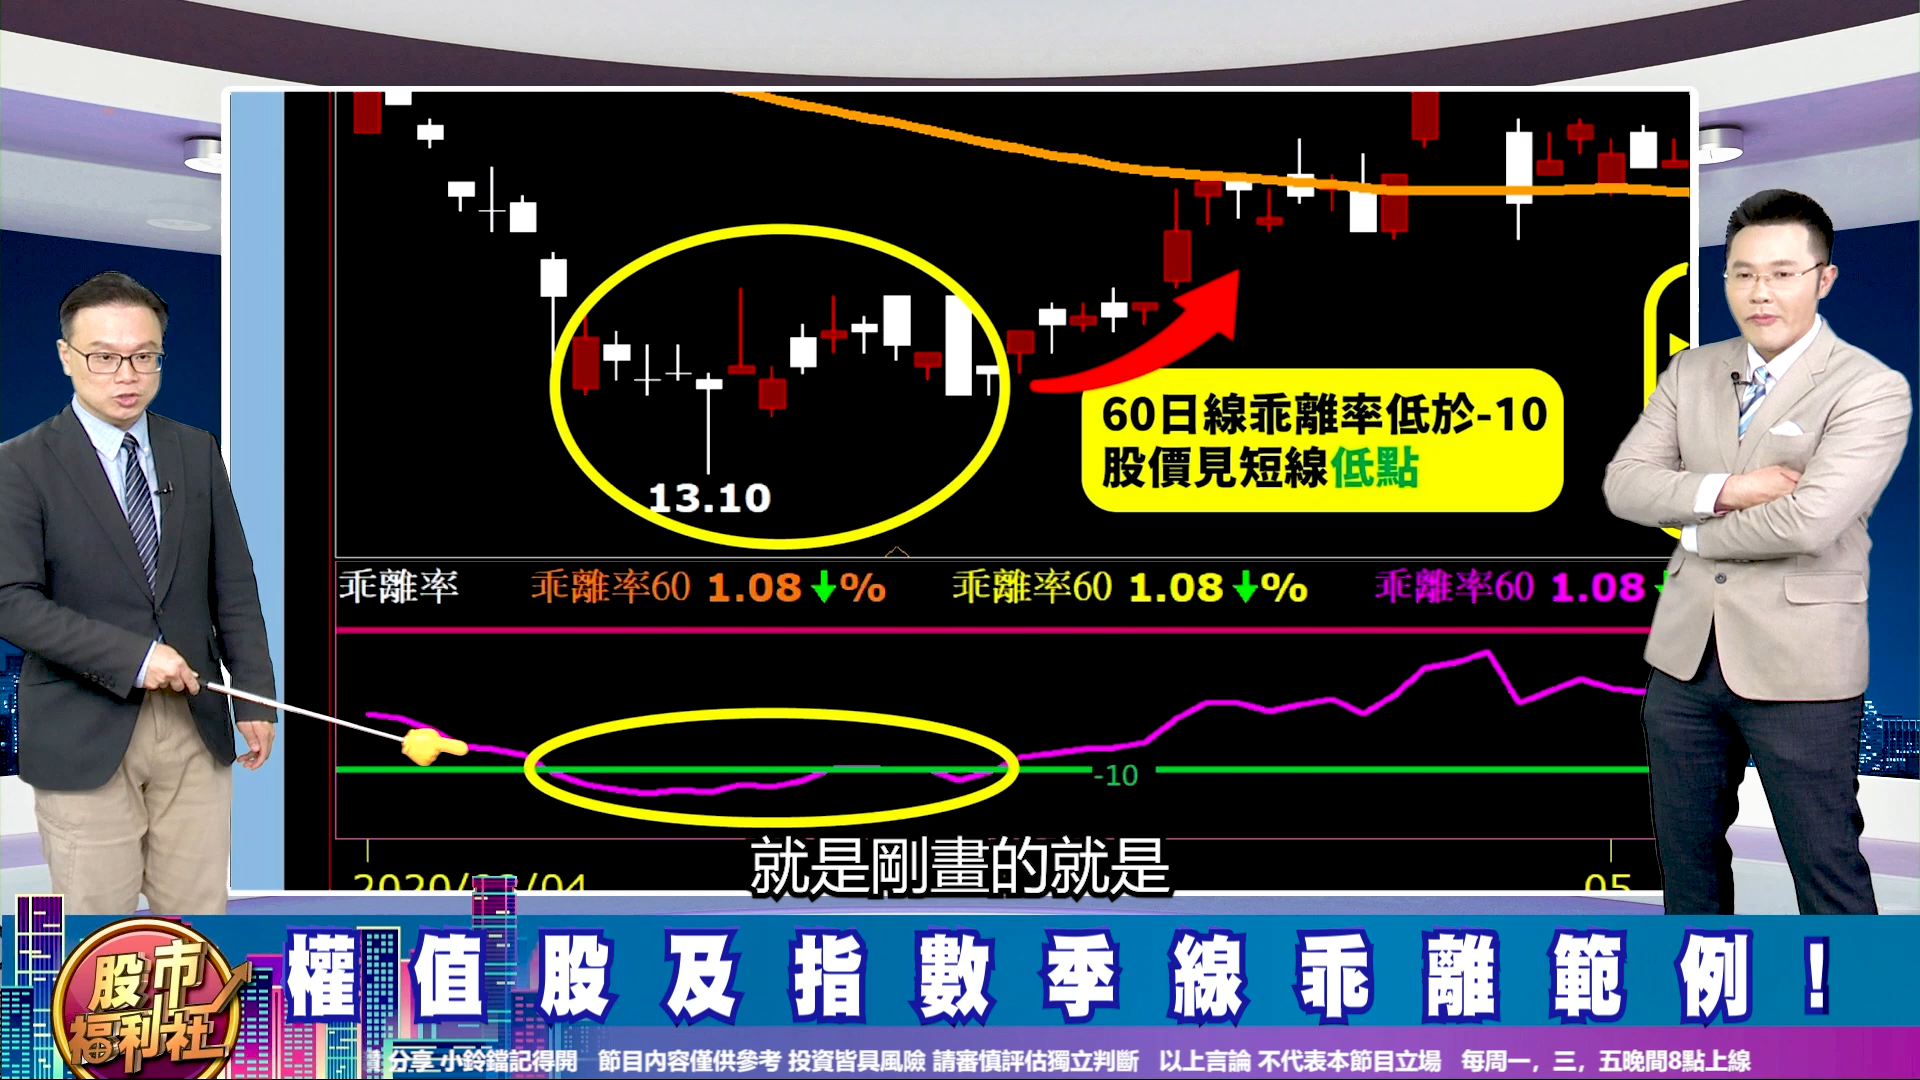 60日線乖離率低於-10
股價見短線低點
13.10
乖離率 乖離率60 1.08↓% 乖離率60 1.08↓% 乖離率60 1.08
-10
05
就是剛畫的就是
權值股及指數季線乖離範例!
股市
福利社
分享 小鈴鐺記得開 節目內容僅供參考 投資皆具風險 請審慎評估獨立判斷 以上言論 不代表本節目立場 每周一, 三, 五晚間8點上線